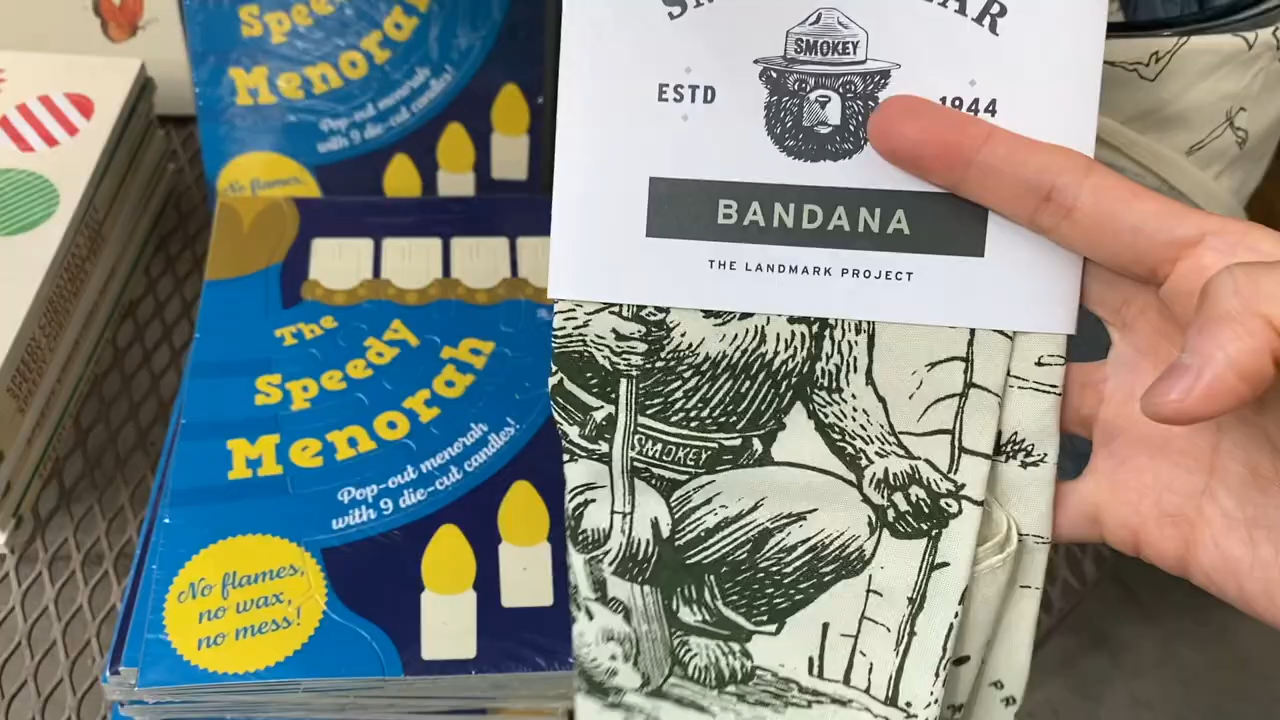 Speedy
Menorah
Pop-out menorah
with 9 die-cut candles!
No flames,
The
Speedy
Menorah
Pop-out menorah
with 9 die-cut candles!
No flames,
no wax,
no mess!
SMOKEY
ESTD
1944
BANDANA
THE LANDMARK PROJECT
SMOKEY